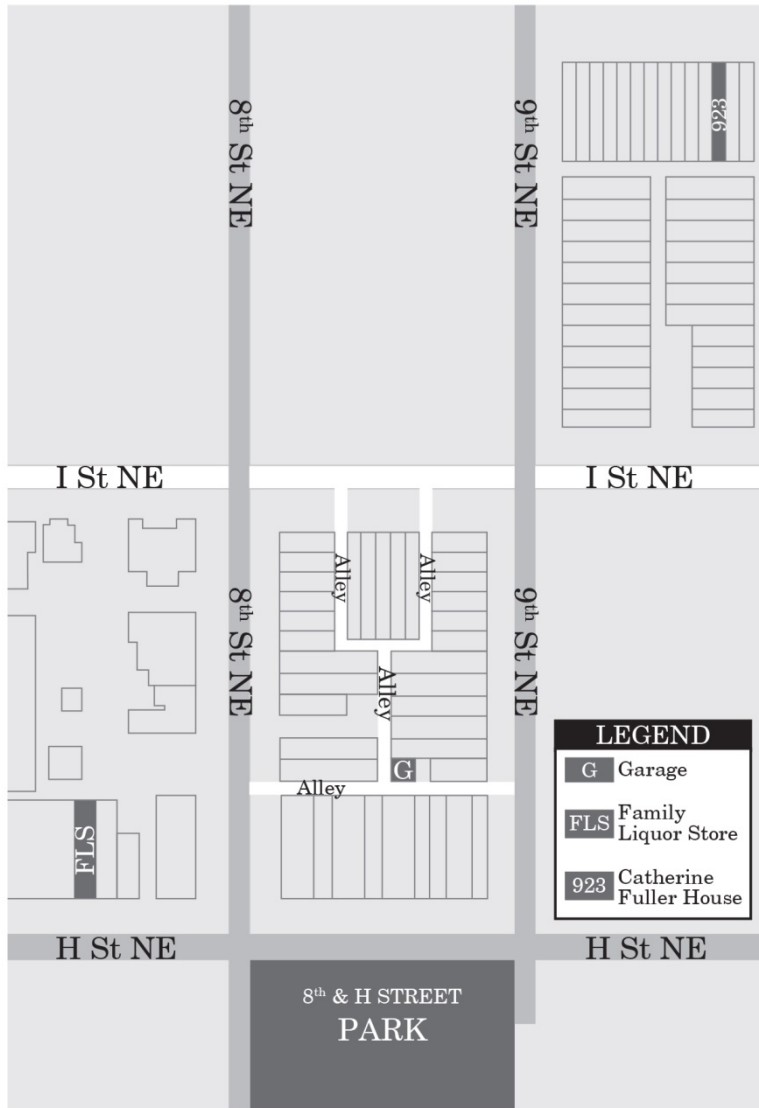 8th St NE
9th St NE
923
I St NE
I St NE
Alley
Alley
8th St NE
9th St NE
Alley
G
Alley
FLS
LEGEND
G Garage
FLS Family
Liquor Store
923 Catherine
Fuller House
H St NE
H St NE
8th & H STREET
PARK